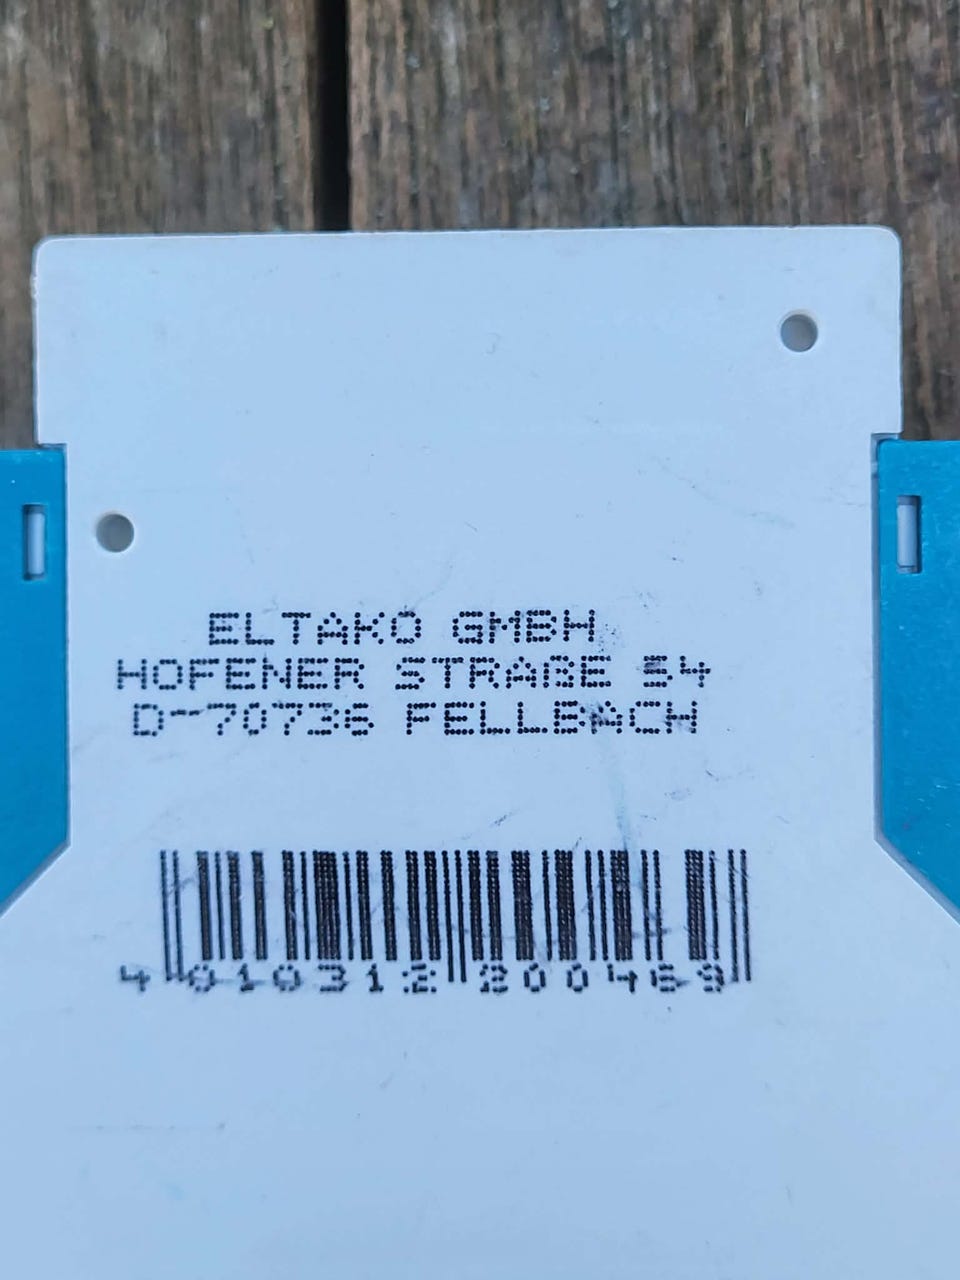 ELTAKO GMBH
HOFENER STRAßE 54
D-70736 FELLBACH
4 010312 200469